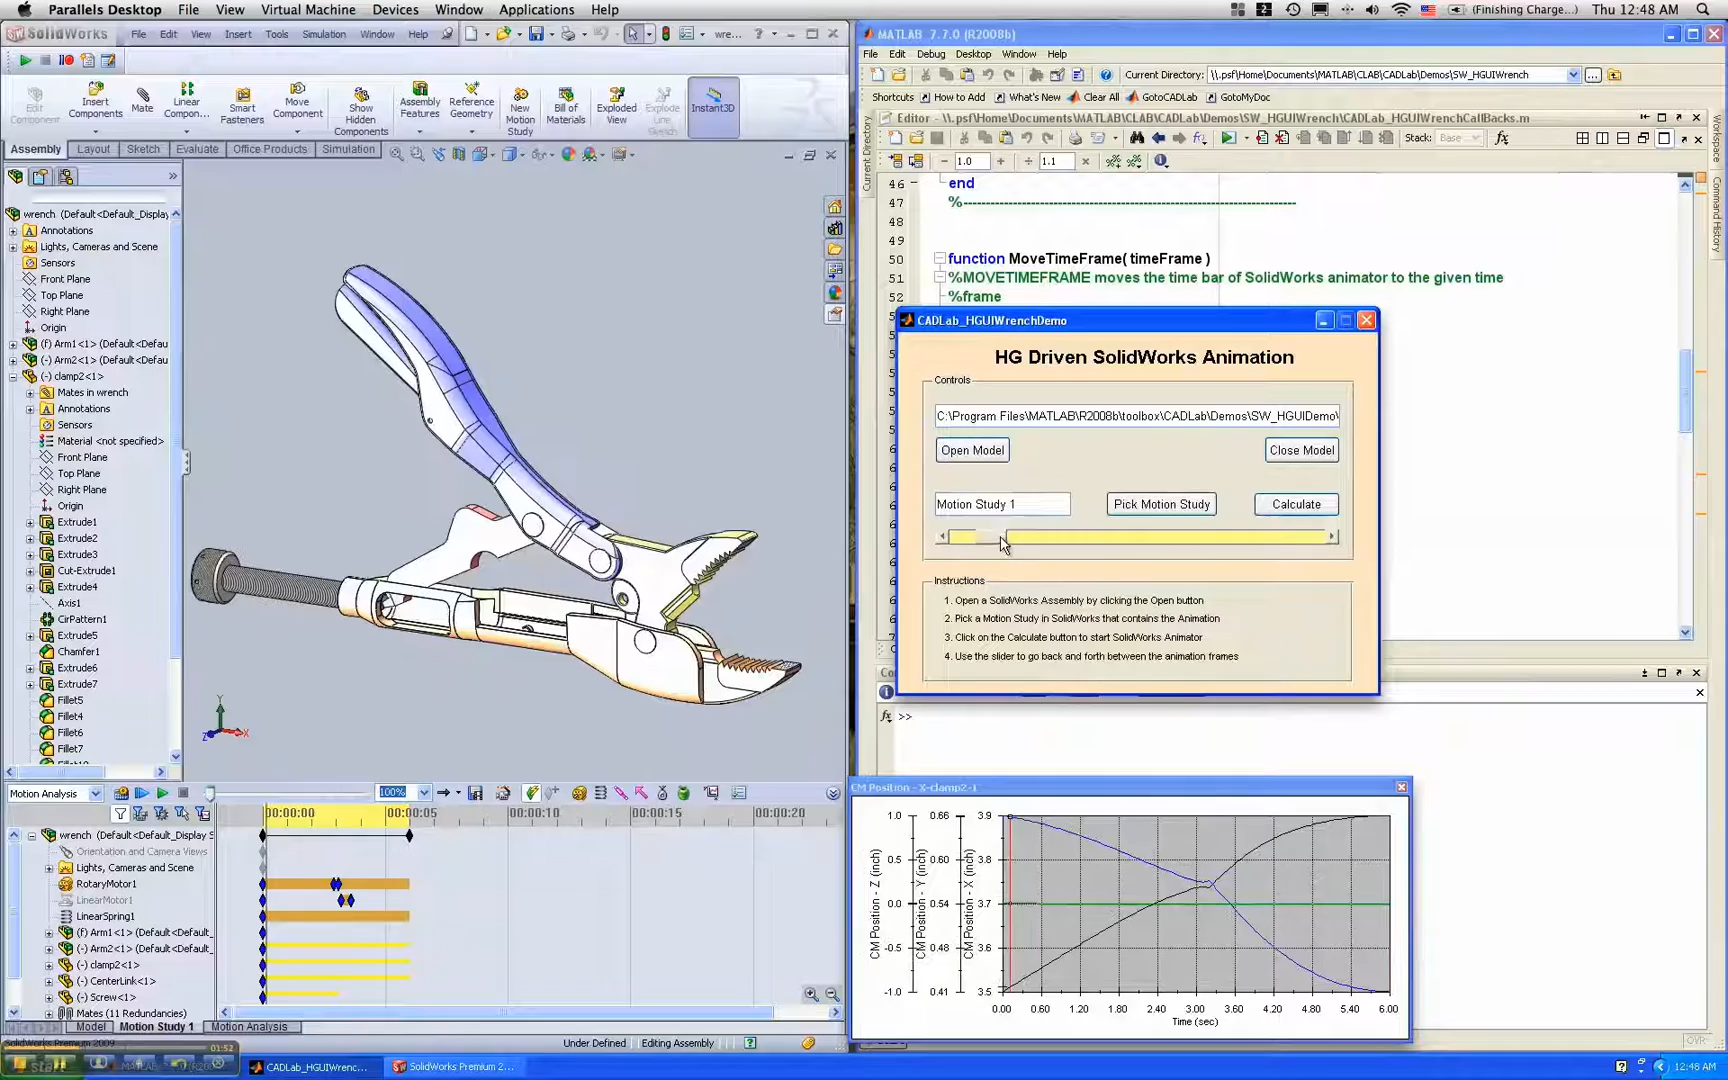 Parallels Desktop File View Virtual Machine Devices Window Applications Help
2 (Finishing Charge...) Thu 12:48 AM
SolidWorks File Edit View Insert Tools Simulation Window Help wre...
MATLAB 7.7.0 (R2008b)
File Edit Debug Desktop Window Help
Current Directory: \\.psf\Home\Documents\MATLAB\CLAB\CADLab\Demos\SW_HGUIWrench
Shortcuts How to Add What's New Clear All GotoCADLab GotoMyDoc
Editor - \\.psf\Home\Documents\MATLAB\CLAB\CADLab\Demos\SW_HGUIWrench\CADLab_HGUIWrenchCallBacks.m
Stack: Base
1.0 1.1
Edit Component
Insert Components
Mate
Linear Compon...
Smart Fasteners
Move Component
Show Hidden Components
Assembly Features
Reference Geometry
New Motion Study
Bill of Materials
Exploded View
Explode Line Sketch
Instant3D
Assembly Layout Sketch Evaluate Office Products Simulation
wrench (Default<Default_Display
Annotations
Lights, Cameras and Scene
Sensors
Front Plane
Top Plane
Right Plane
Origin
(f) Arm1<1> (Default<Defau
(-) Arm2<1> (Default<Defau
(-) clamp2<1>
Mates in wrench
Annotations
Sensors
Material <not specified>
Front Plane
Top Plane
Right Plane
Origin
Extrude1
Extrude2
Extrude3
Cut-Extrude1
Extrude4
Axis1
CirPattern1
Extrude5
Chamfer1
Extrude6
Extrude7
Fillet5
Fillet4
Fillet6
Fillet7
Y
Z
X
Current Directory
Workspace
Command History
46 end
47 %--------------------------------------------------------------------------
48
49
50 function MoveTimeFrame( timeFrame )
51 %MOVETIMEFRAME moves the time bar of SolidWorks animator to the given time
52 %frame
CADLab_HGUIWrenchDemo
HG Driven SolidWorks Animation
Controls
C:\Program Files\MATLAB\R2008b\toolbox\CADLab\Demos\SW_HGUIDemo\
Open Model Close Model
Motion Study 1 Pick Motion Study Calculate
Instructions
1. Open a SolidWorks Assembly by clicking the Open button
2. Pick a Motion Study in SolidWorks that contains the Animation
3. Click on the Calculate button to start SolidWorks Animator
4. Use the slider to go back and forth between the animation frames
fx >>
Motion Analysis 100%
00:00:00 00:00:05 00:00:10 00:00:15 00:00:20
wrench (Default<Default_Display S
Orientation and Camera Views
Lights, Cameras and Scene
RotaryMotor1
LinearMotor1
LinearSpring1
(f) Arm1<1> (Default<Default_
(-) Arm2<1> (Default<Default_
(-) clamp2<1>
(-) CenterLink<1>
(-) Screw<1>
Mates (11 Redundancies)
Model Motion Study 1 Motion Analysis
SolidWorks Premium 2009
Under Defined Editing Assembly
CM Position - X-clamp2-1
CM Position - Z (inch)
1.0
0.5
0.0
-0.5
-1.0
CM Position - Y (inch)
0.66
0.60
0.54
0.48
0.41
CM Position - X (inch)
3.9
3.8
3.7
3.6
3.5
0.00 0.60 1.20 1.80 2.40 3.00 3.60 4.20 4.80 5.40 6.00
Time (sec)
OVR
start
01:52
CADLab_HGUIWrenc...
SolidWorks Premium 2...
12:48 AM